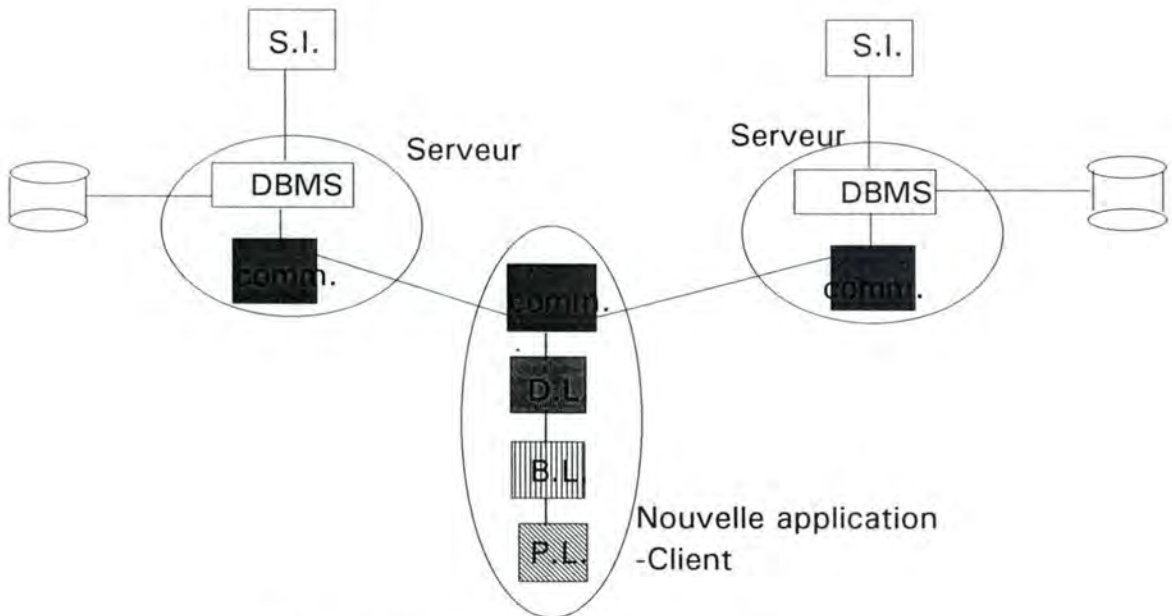 S.I.
S.I.
Serveur
Serveur
DBMS
DBMS
comm.
comm.
comm.
D.L
B.L.
P.L.
Nouvelle application
-Client